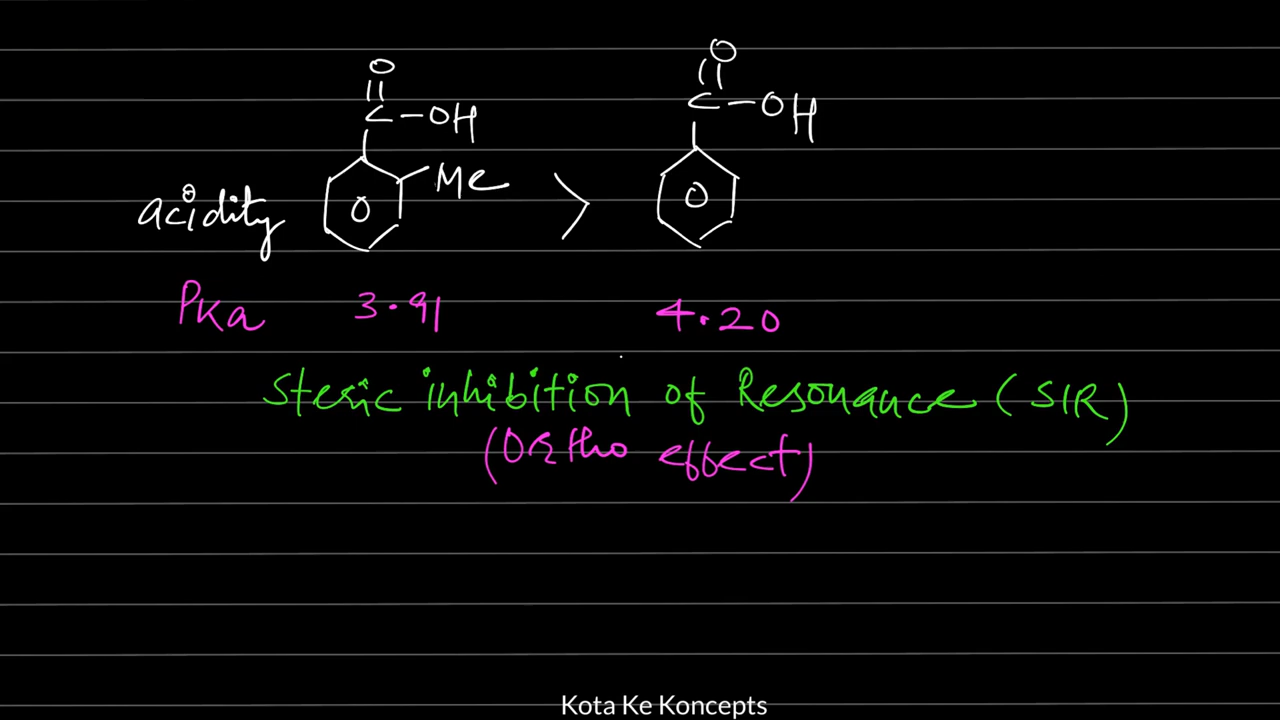 O
||
C-OH
Me
O
acidity
>
O
||
C-OH
O
Pka 3.91 4.20
Steric inhibition of Resonance (SIR)
(Ortho effect)
Kota Ke Koncepts